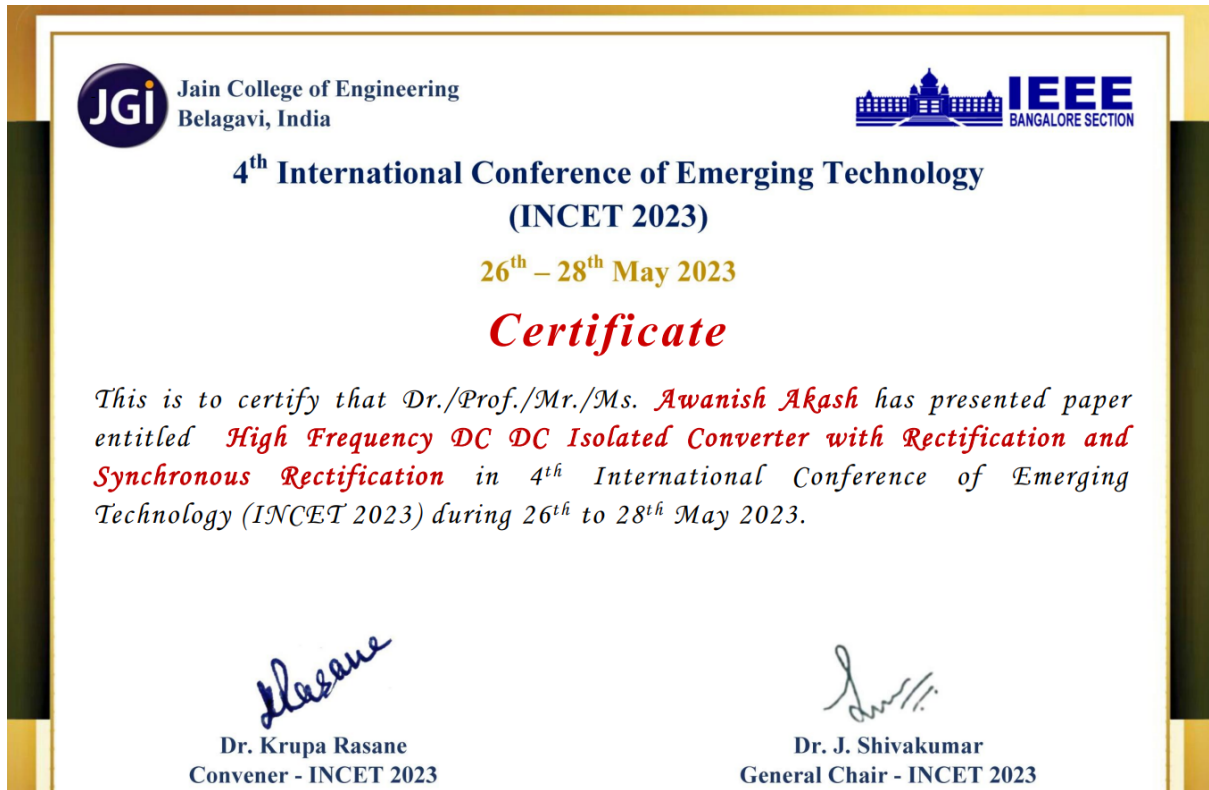 JGi
Jain College of Engineering
Belagavi, India
IEEE
BANGALORE SECTION
4th International Conference of Emerging Technology
(INCET 2023)
26th – 28th May 2023
Certificate
This is to certify that Dr./Prof./Mr./Ms. Awanish Akash has presented paper
entitled High Frequency DC DC Isolated Converter with Rectification and
Synchronous Rectification in 4th International Conference of Emerging
Technology (INCET 2023) during 26th to 28th May 2023.
KRasane
Dr. Krupa Rasane
Convener - INCET 2023
Dr. J. Shivakumar
General Chair - INCET 2023